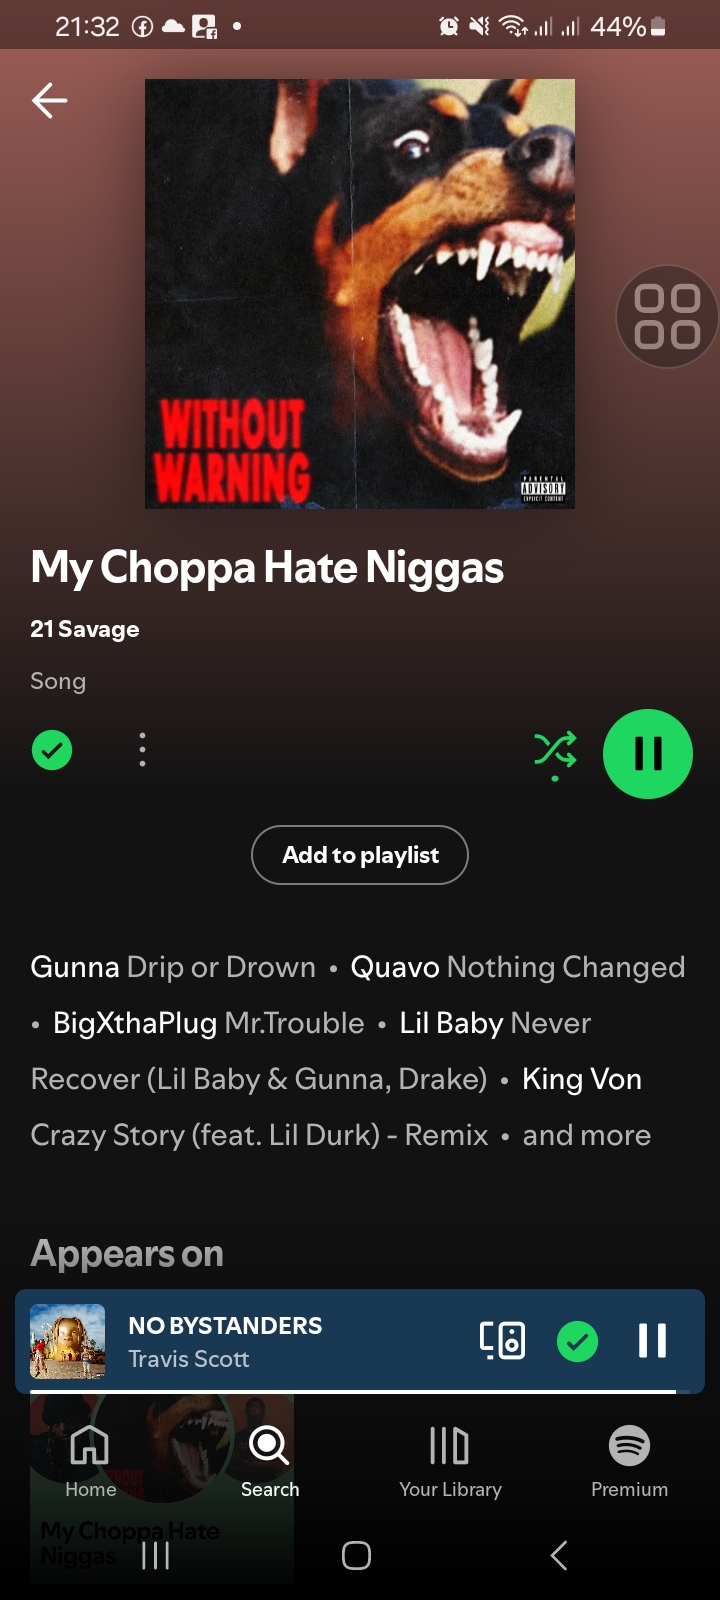 21:32
44%
WITHOUT
WARNING
PARENTAL
ADVISORY
EXPLICIT CONTENT
My Choppa Hate Niggas
21 Savage
Song
Add to playlist
Gunna Drip or Drown • Quavo Nothing Changed
• BigXthaPlug Mr.Trouble • Lil Baby Never
Recover (Lil Baby & Gunna, Drake) • King Von
Crazy Story (feat. Lil Durk) - Remix • and more
Appears on
NO BYSTANDERS
Travis Scott
Home
Search
Your Library
Premium
My Choppa Hate
Niggas